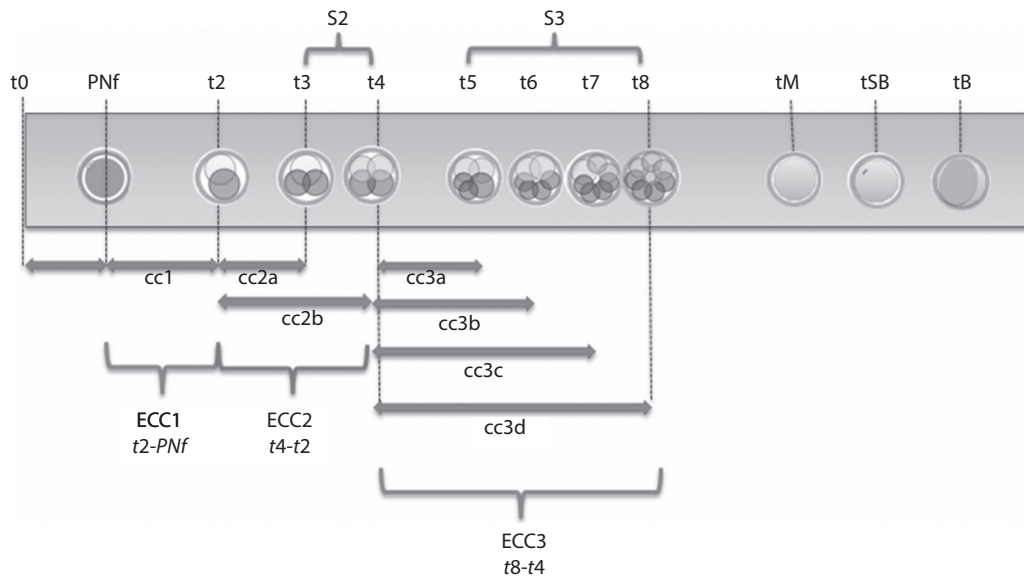 S2 S3
t0 PNf t2 t3 t4 t5 t6 t7 t8 tM tSB tB
cc1 cc2a cc3a
cc2b cc3b
cc3c
cc3d
ECC1 ECC2
t2-PNf t4-t2
ECC3
t8-t4